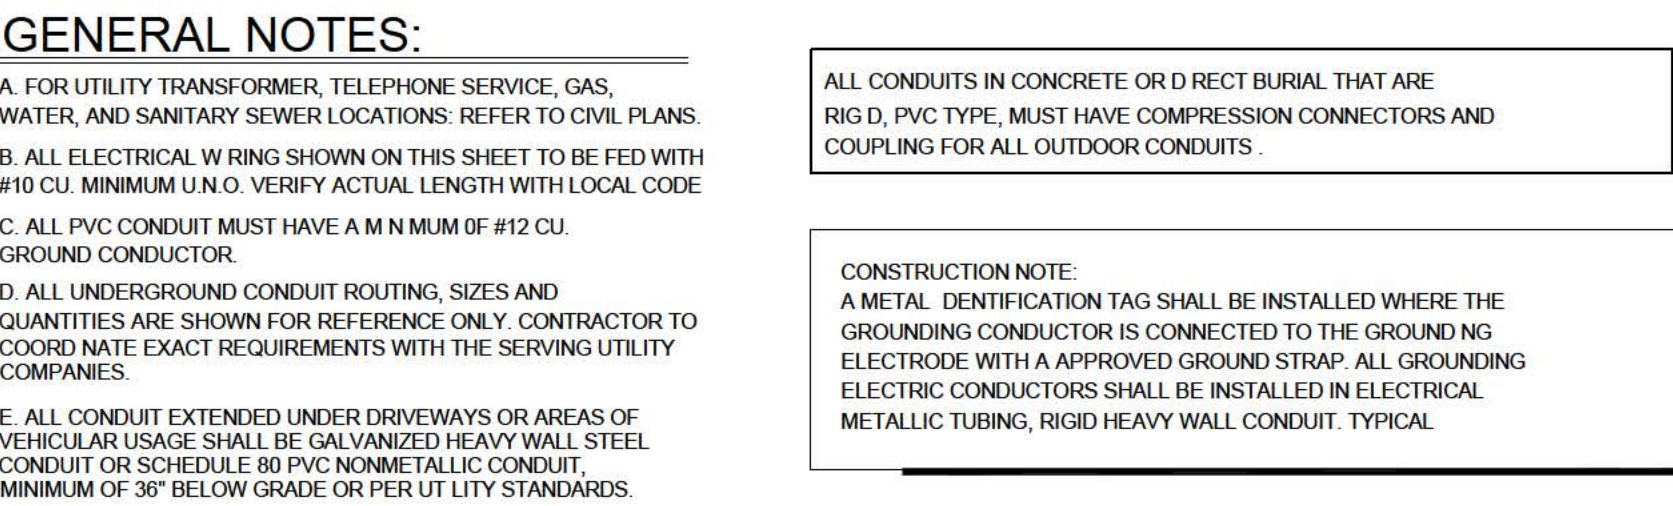 GENERAL NOTES:
A. FOR UTILITY TRANSFORMER, TELEPHONE SERVICE, GAS,
WATER, AND SANITARY SEWER LOCATIONS: REFER TO CIVIL PLANS.
B. ALL ELECTRICAL W RING SHOWN ON THIS SHEET TO BE FED WITH
#10 CU. MINIMUM U.N.O. VERIFY ACTUAL LENGTH WITH LOCAL CODE
C. ALL PVC CONDUIT MUST HAVE A M N MUM 0F #12 CU.
GROUND CONDUCTOR.
D. ALL UNDERGROUND CONDUIT ROUTING, SIZES AND
QUANTITIES ARE SHOWN FOR REFERENCE ONLY. CONTRACTOR TO
COORD NATE EXACT REQUIREMENTS WITH THE SERVING UTILITY
COMPANIES.
E. ALL CONDUIT EXTENDED UNDER DRIVEWAYS OR AREAS OF
VEHICULAR USAGE SHALL BE GALVANIZED HEAVY WALL STEEL
CONDUIT OR SCHEDULE 80 PVC NONMETALLIC CONDUIT,
MINIMUM OF 36" BELOW GRADE OR PER UT LITY STANDARDS.
ALL CONDUITS IN CONCRETE OR D RECT BURIAL THAT ARE
RIG D, PVC TYPE, MUST HAVE COMPRESSION CONNECTORS AND
COUPLING FOR ALL OUTDOOR CONDUITS .
CONSTRUCTION NOTE:
A METAL  DENTIFICATION TAG SHALL BE INSTALLED WHERE THE
GROUNDING CONDUCTOR IS CONNECTED TO THE GROUND NG
ELECTRODE WITH A APPROVED GROUND STRAP. ALL GROUNDING
ELECTRIC CONDUCTORS SHALL BE INSTALLED IN ELECTRICAL
METALLIC TUBING, RIGID HEAVY WALL CONDUIT. TYPICAL